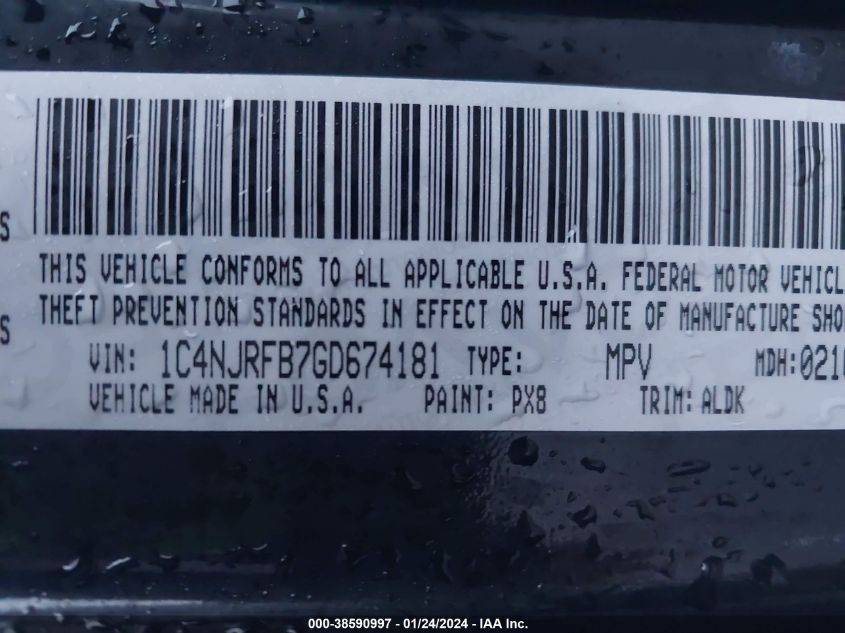 S
THIS VEHICLE CONFORMS TO ALL APPLICABLE U.S.A. FEDERAL MOTOR VEHICL
THEFT PREVENTION STANDARDS IN EFFECT ON THE DATE OF MANUFACTURE SHO
S
VIN: 1C4NJRFB7GD674181 TYPE: MPV MDH:021
VEHICLE MADE IN U.S.A. PAINT: PX8 TRIM: ALDK
000-38590997 - 01/24/2024 - IAA Inc.